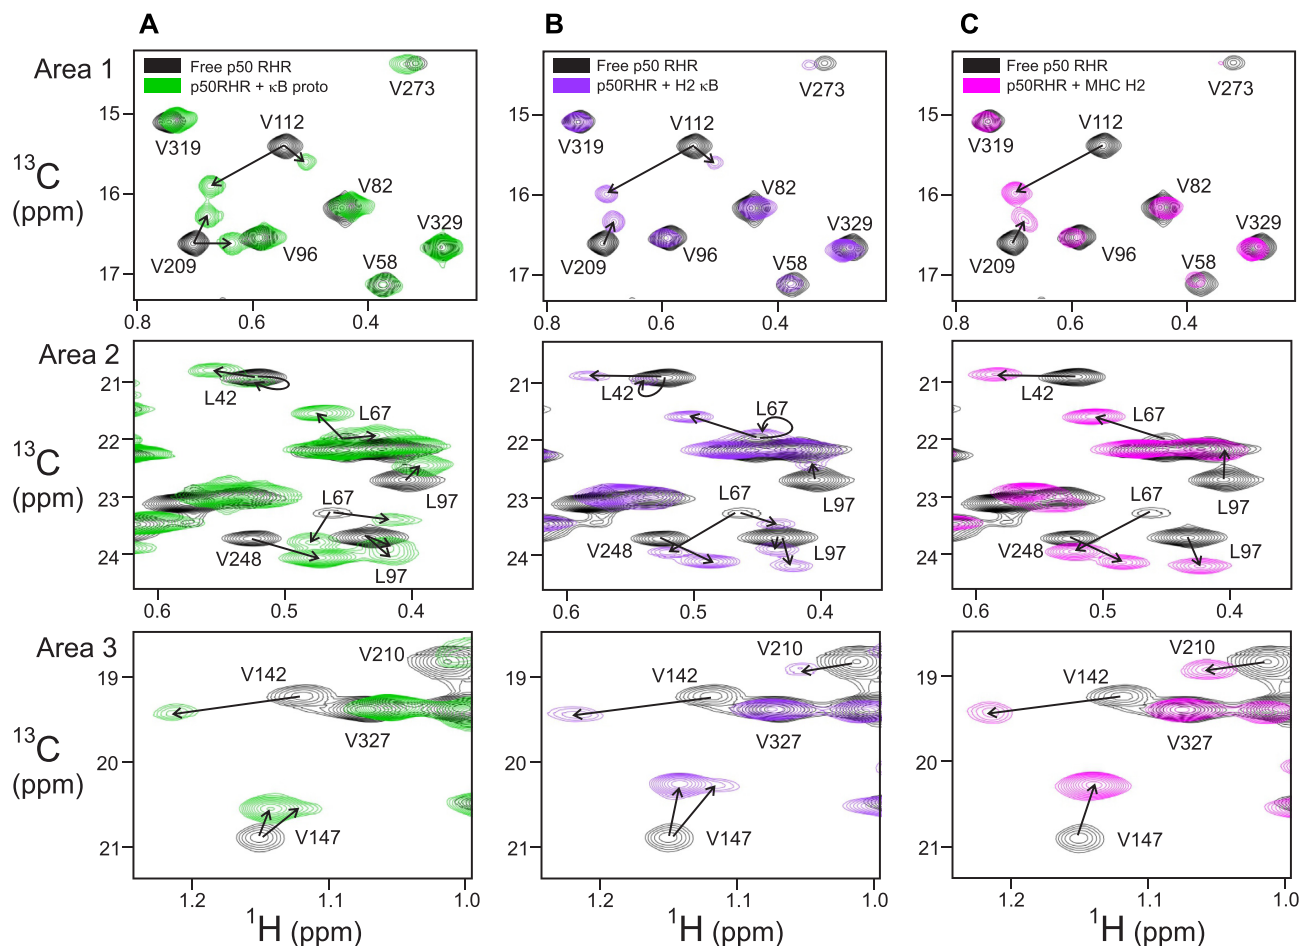 A
B
C
Area 1
Free p50 RHR
p50RHR + κB proto
V273
V112
V319
V82
V329
V209
V96
V58
15
16
17
13C
(ppm)
0.8
0.6
0.4
Free p50 RHR
p50RHR + H2 κB
V273
V112
V319
V82
V329
V209
V96
V58
15
16
17
0.8
0.6
0.4
Free p50 RHR
p50RHR + MHC H2
V273
V112
V319
V82
V329
V209
V96
V58
15
16
17
0.8
0.6
0.4
Area 2
L42
L67
L97
L67
V248
L97
21
22
23
24
13C
(ppm)
0.6
0.5
0.4
L42
L67
L97
L67
V248
L97
21
22
23
24
0.6
0.5
0.4
L42
L67
L97
L67
V248
L97
21
22
23
24
0.6
0.5
0.4
Area 3
V210
V142
V327
V147
19
20
21
13C
(ppm)
1.2
1.1
1.0
1H (ppm)
V210
V142
V327
V147
19
20
21
1.2
1.1
1.0
1H (ppm)
V210
V142
V327
V147
19
20
21
1.2
1.1
1.0
1H (ppm)